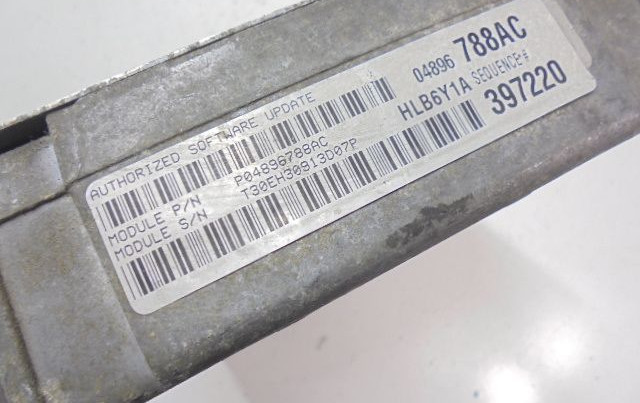 04896 788AC
AUTHORIZED SOFTWARE UPDATE
HLB6Y1A SEQUENCE#
397220
MODULE P/N P04896788AC
MODULE S/N T30EH30913D07P